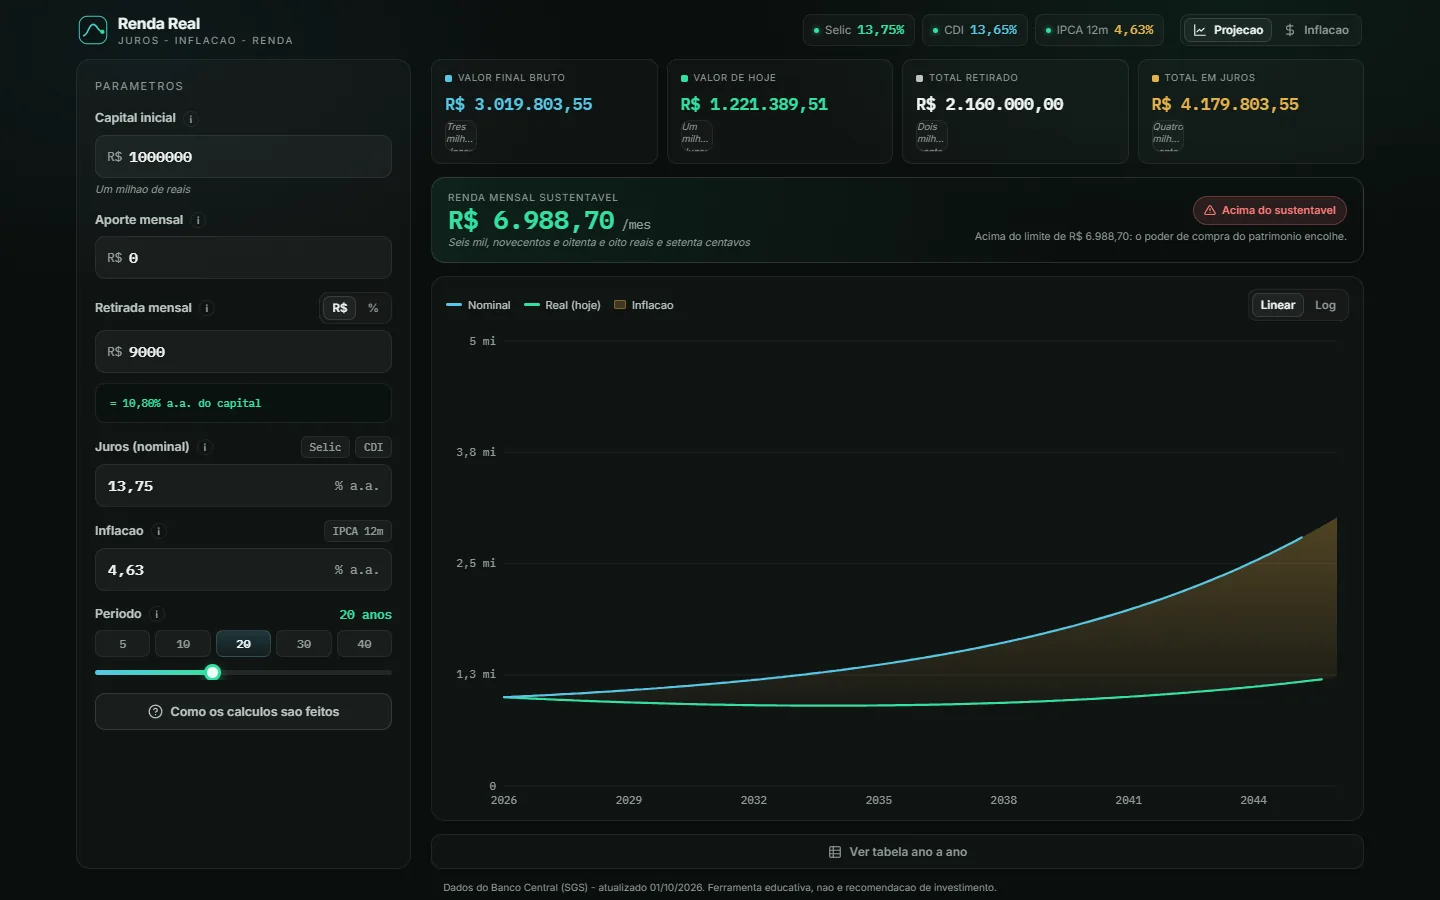 Renda Real
JUROS - INFLACAO - RENDA
Selic 13,75%
CDI 13,65%
IPCA 12m 4,63%
Projecao
Inflacao
PARAMETROS
Capital inicial i
R$ 1000000
Um milhao de reais
Aporte mensal i
R$ 0
Retirada mensal i
R$ %
R$ 9000
= 10,80% a.a. do capital
Juros (nominal) i
Selic CDI
13,75 % a.a.
Inflacao i
IPCA 12m
4,63 % a.a.
Periodo i
20 anos
5 10 20 30 40
Como os calculos sao feitos
VALOR FINAL BRUTO
R$ 3.019.803,55
Tres
milh...
VALOR DE HOJE
R$ 1.221.389,51
Um
milh...
TOTAL RETIRADO
R$ 2.160.000,00
Dois
milh...
TOTAL EM JUROS
R$ 4.179.803,55
Quatro
milh...
RENDA MENSAL SUSTENTAVEL
R$ 6.988,70 /mes
Seis mil, novecentos e oitenta e oito reais e setenta centavos
Acima do sustentavel
Acima do limite de R$ 6.988,70: o poder de compra do patrimonio encolhe.
Nominal
Real (hoje)
Inflacao
Linear Log
5 mi
3,8 mi
2,5 mi
1,3 mi
0
2026 2029 2032 2035 2038 2041 2044
Ver tabela ano a ano
Dados do Banco Central (SGS) - atualizado 01/10/2026. Ferramenta educativa, nao e recomendacao de investimento.